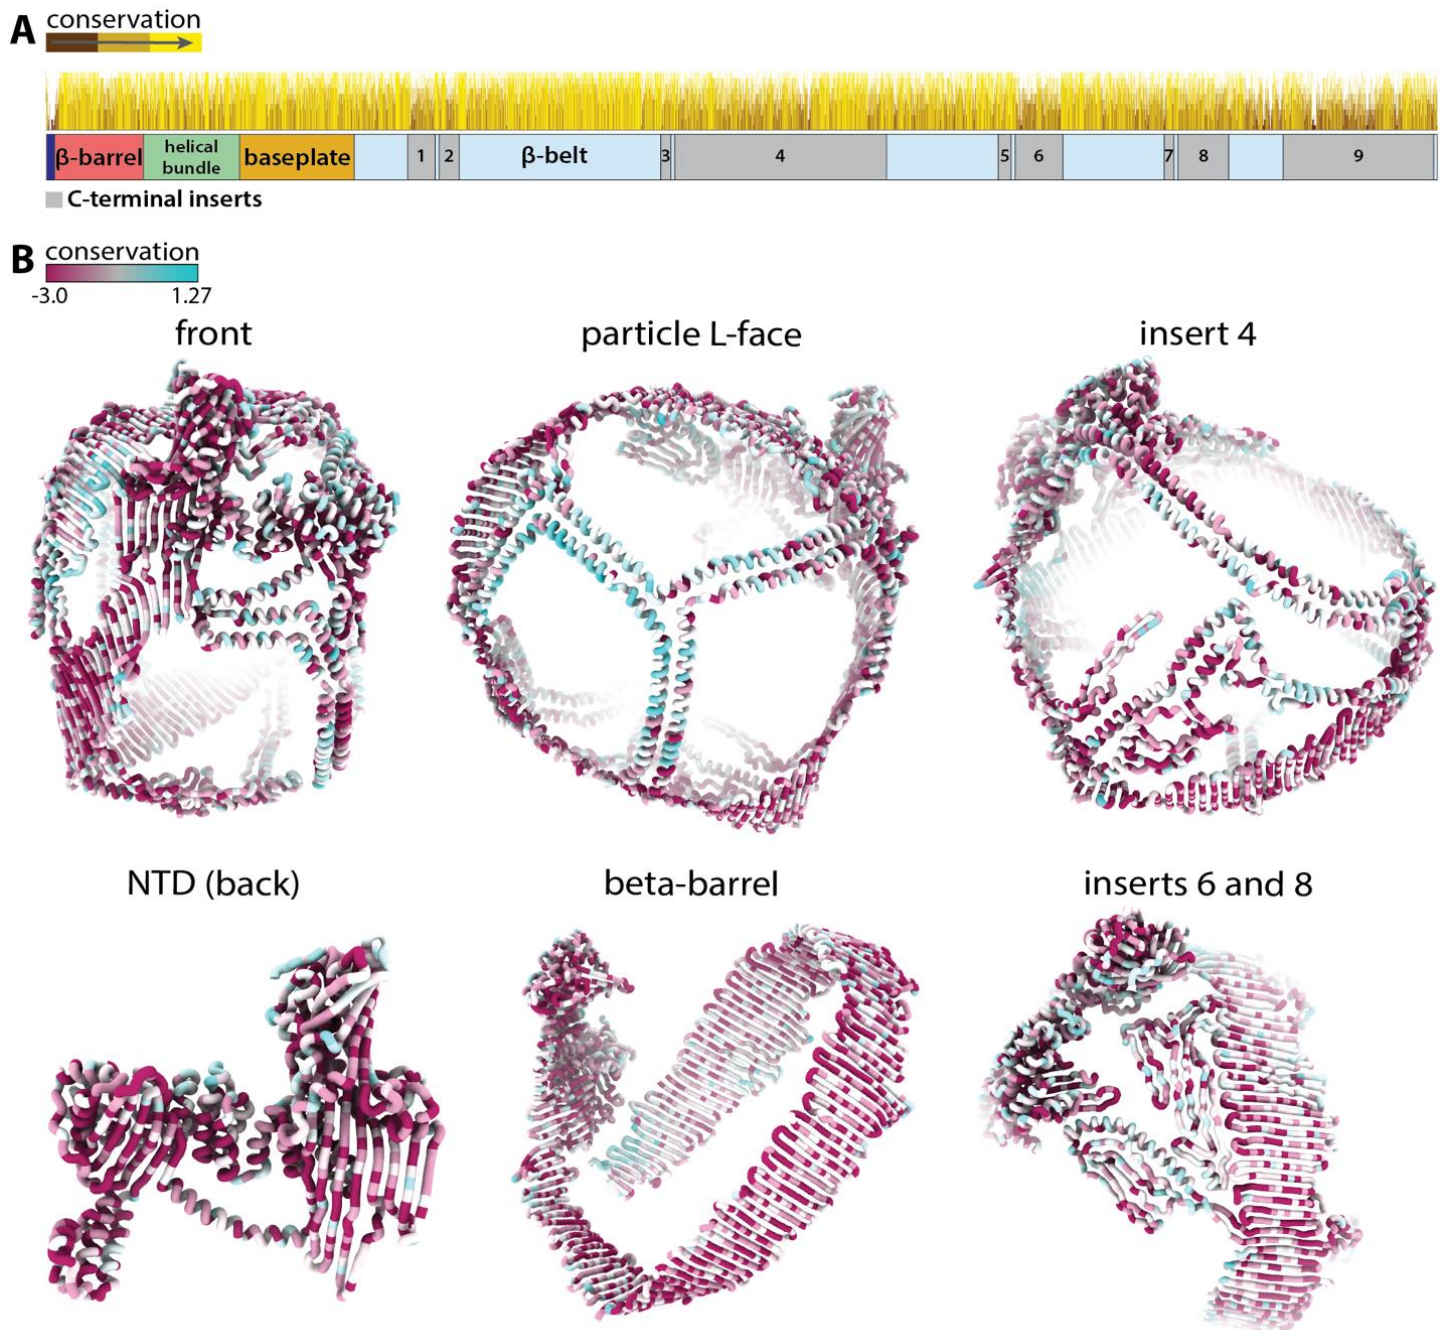 A
conservation
β-barrel
helical
bundle
baseplate
1
2
β-belt
3
4
5
6
7
8
9
C-terminal inserts
B
conservation
-3.0
1.27
front
particle L-face
insert 4
NTD (back)
beta-barrel
inserts 6 and 8